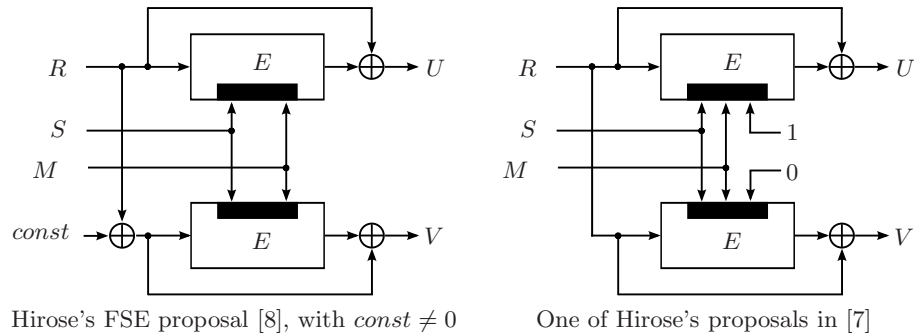 R E U
S
M
const E V
Hirose's FSE proposal [8], with const ≠ 0
R E U
S 1
M 0
E V
One of Hirose's proposals in [7]